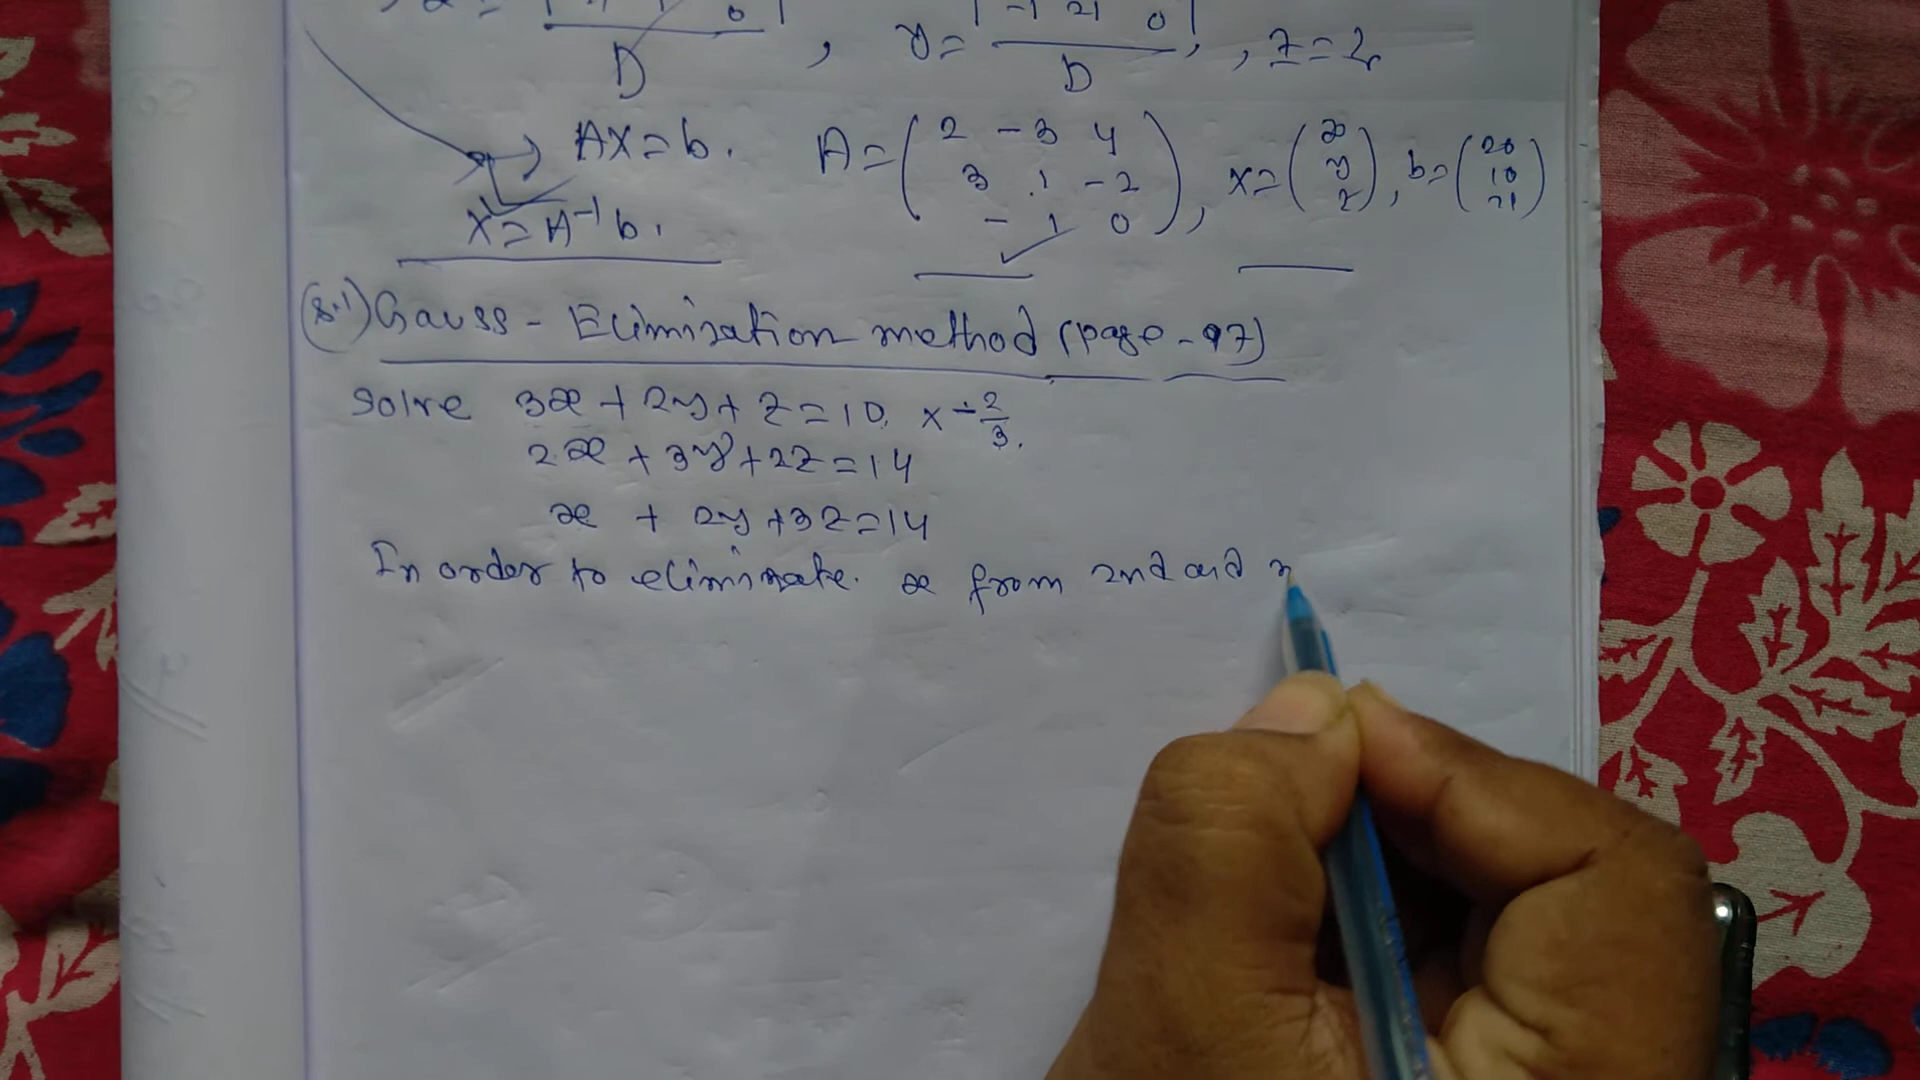 D , y = D , , z = 2
AX = b . A = ( 2 -3 4 3 1 -2 - 1 0 ) , x = ( x y z ) , b = ( 20 10 21 )
X = A⁻¹ b .
(8.1) Gauss - Elimination method (page - 97)
Solve 3x + 2y + z = 10 , × - 2/3 .
2x + 3y + 2z = 14
x + 2y + 3z = 14
In order to eliminate . x from 2nd and